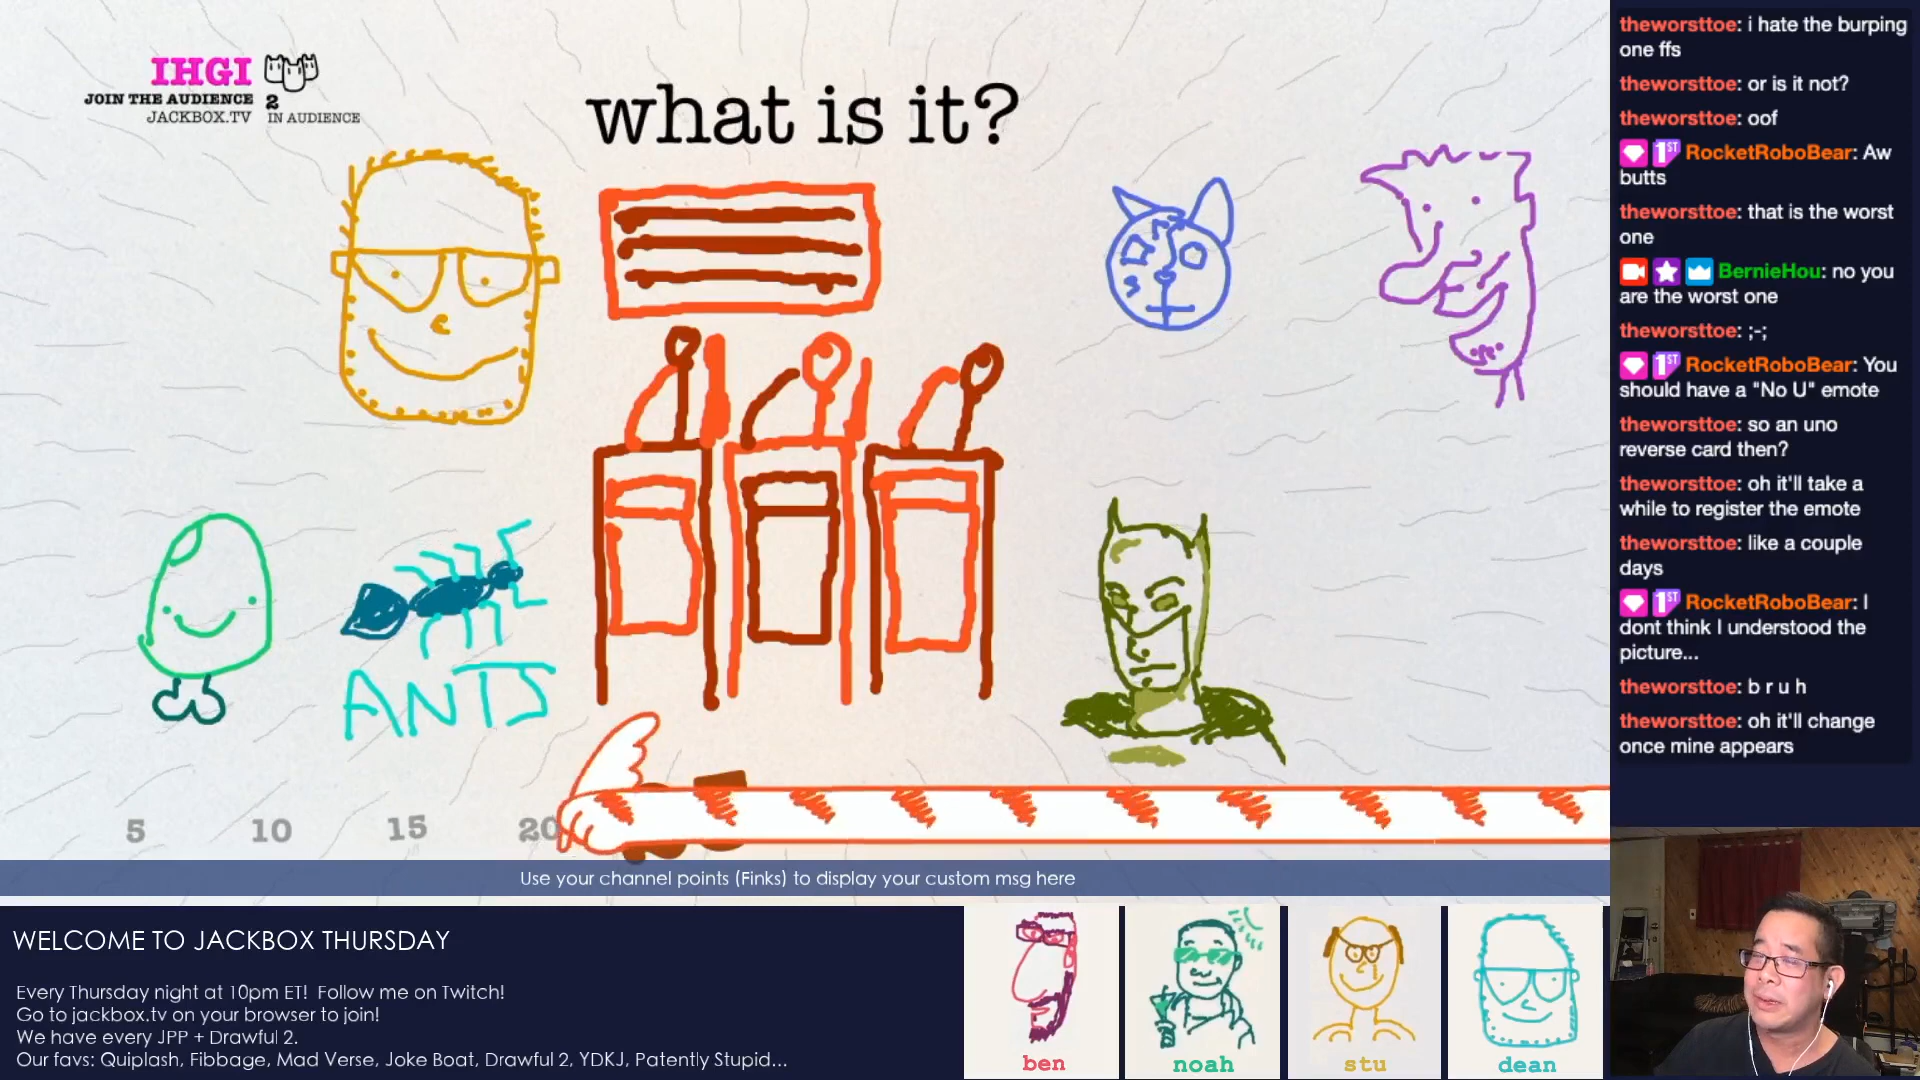 IHGI
JOIN THE AUDIENCE
JACKBOX.TV
2
IN AUDIENCE
what is it?
ANTS
5 10 15 20
Use your channel points (Finks) to display your custom msg here
WELCOME TO JACKBOX THURSDAY
Every Thursday night at 10pm ET! Follow me on Twitch!
Go to jackbox.tv on your browser to join!
We have every JPP + Drawful 2.
Our favs: Quiplash, Fibbage, Mad Verse, Joke Boat, Drawful 2, YDKJ, Patently Stupid...
ben
noah
stu
dean
theworsttoe: i hate the burping
one ffs
theworsttoe: or is it not?
theworsttoe: oof
1ST RocketRoboBear: Aw
butts
theworsttoe: that is the worst
one
BernieHou: no you
are the worst one
theworsttoe: ;-;
1ST RocketRoboBear: You
should have a "No U" emote
theworsttoe: so an uno
reverse card then?
theworsttoe: oh it'll take a
while to register the emote
theworsttoe: like a couple
days
1ST RocketRoboBear: I
dont think I understood the
picture...
theworsttoe: b r u h
theworsttoe: oh it'll change
once mine appears